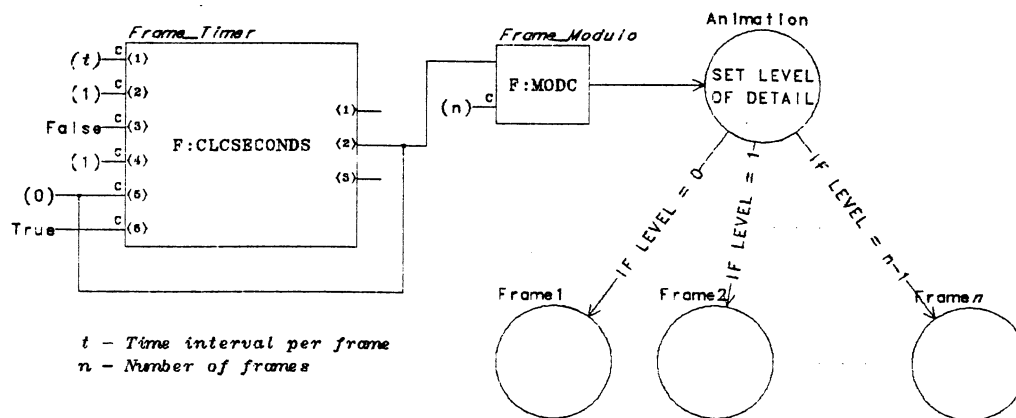 Frame_Timer
(t) C <1>
(1) C <2>
False C <3>
(1) C <4>
(0) C <5>
True C <6>
F:CLCSECONDS
<1>
<2>
<3>
Frame_Modulo
F:MODC
(n) C
Animation
SET LEVEL
OF DETAIL
IF LEVEL = 0
IF LEVEL = 1
IF LEVEL = n-1
Frame1
Frame2
Framen
t - Time interval per frame
n - Number of frames